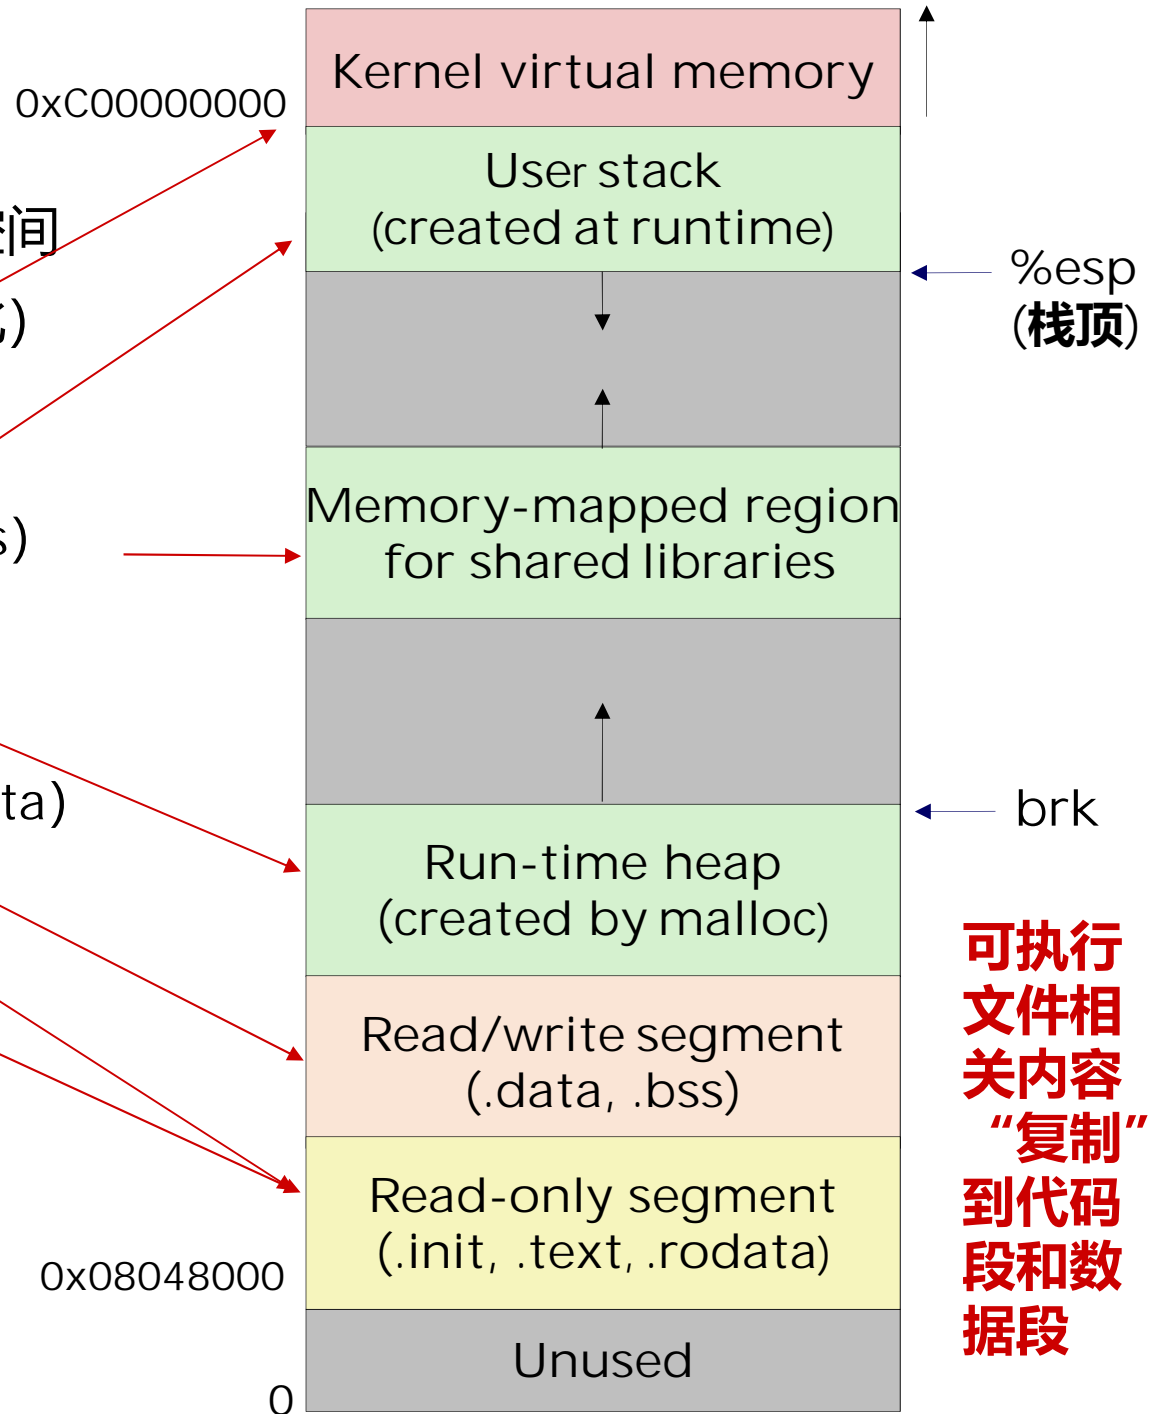 Kernel virtual memory
0xC00000000
User stack
(created at runtime)
间
%esp
(栈顶)
)
Memory-mapped region
for shared libraries
s)
ta)
brk
Run-time heap
(created by malloc)
Read/write segment
(.data, .bss)
Read-only segment
(.init, .text, .rodata)
0x08048000
Unused
0
可执行
文件相
关内容
“复制”
到代码
段和数
据段